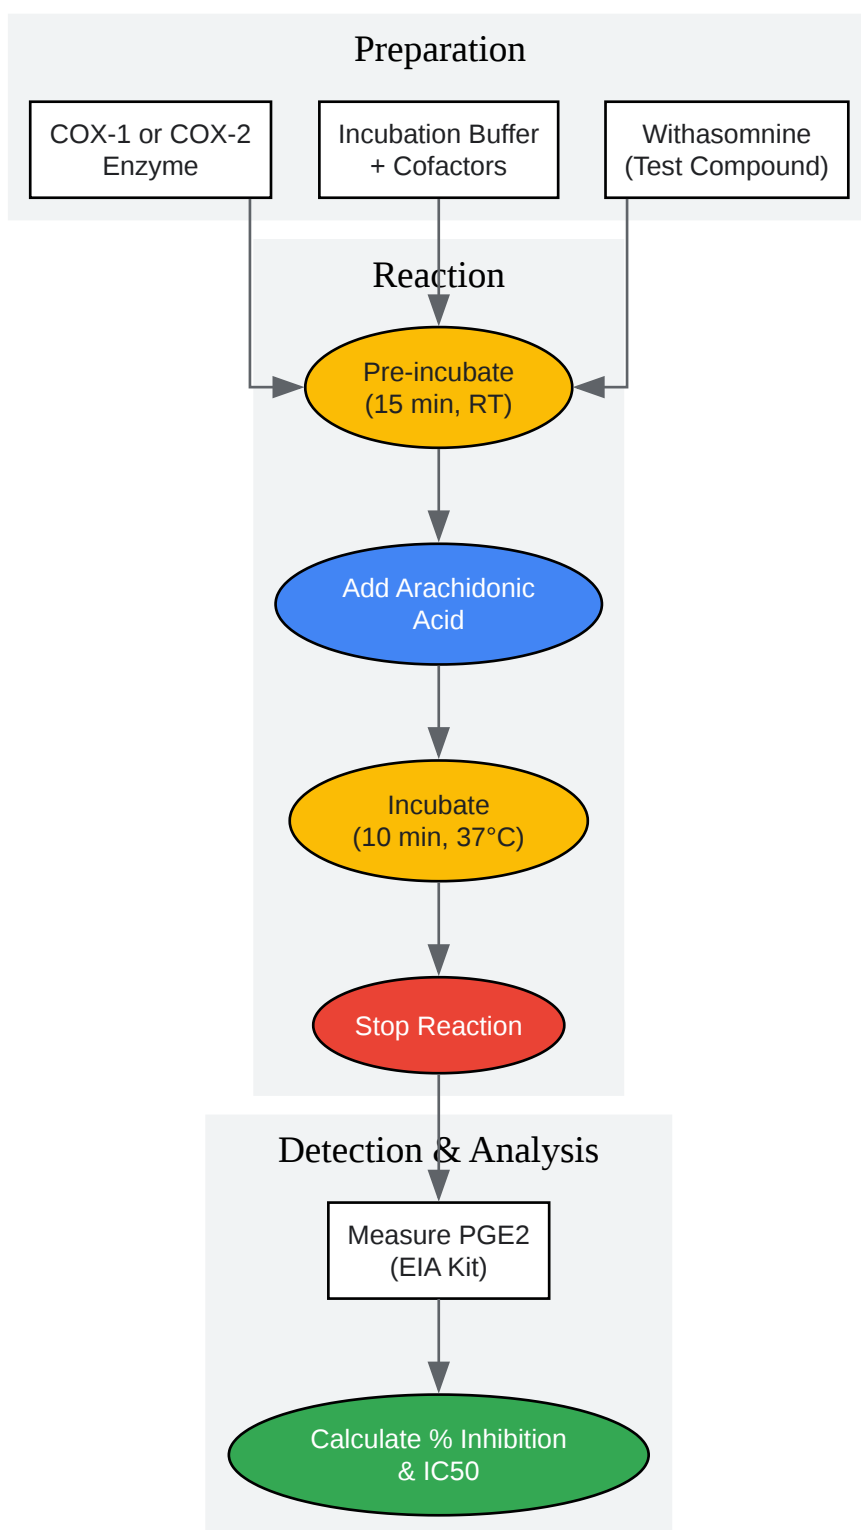 Preparation
COX-1 or COX-2
Enzyme
Incubation Buffer
+ Cofactors
Withasomnine
(Test Compound)
Reaction
Pre-incubate
(15 min, RT)
Add Arachidonic
Acid
Incubate
(10 min, 37°C)
Stop Reaction
Detection & Analysis
Measure PGE2
(EIA Kit)
Calculate % Inhibition
& IC50